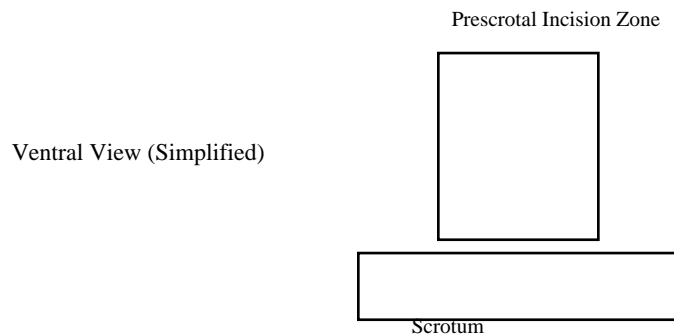 Prescrotal Incision Zone
Ventral View (Simplified)
Scrotum